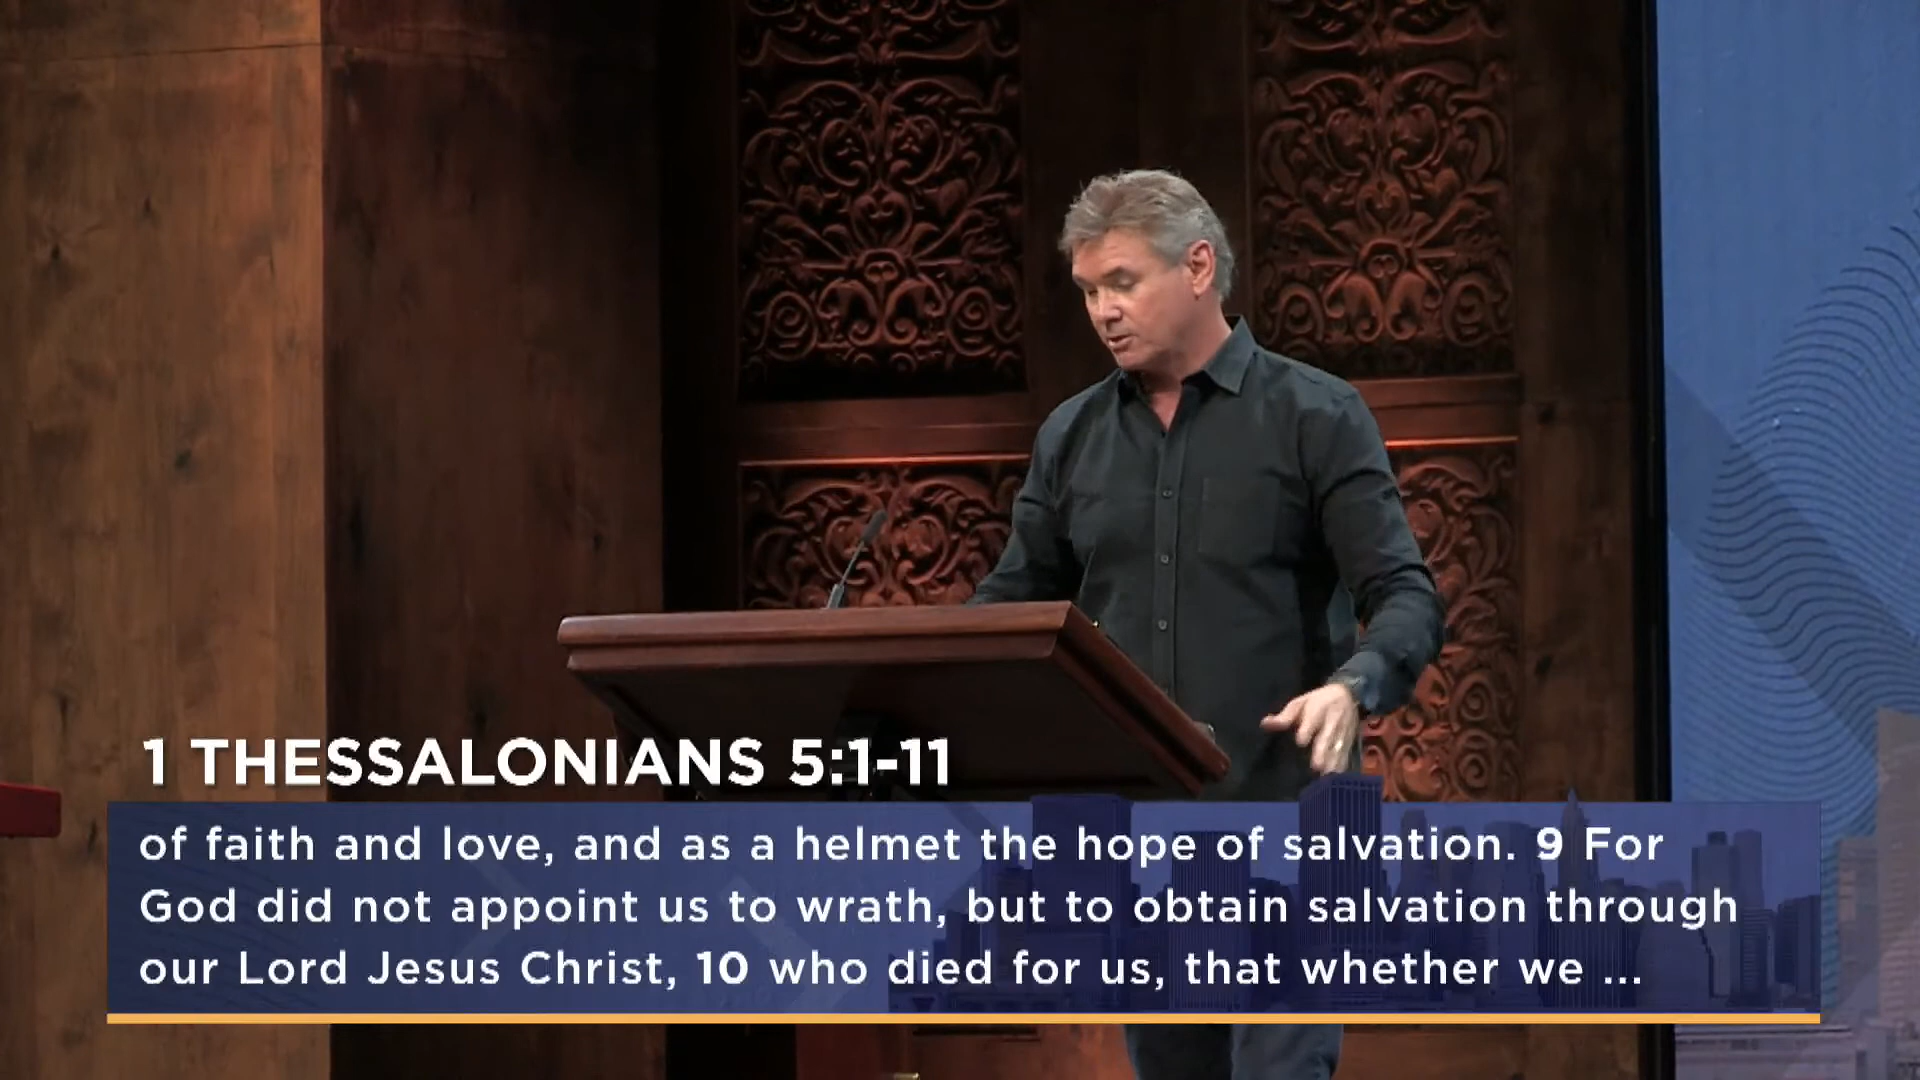 1 THESSALONIANS 5:1-11
of faith and love, and as a helmet the hope of salvation. 9 For
God did not appoint us to wrath, but to obtain salvation through
our Lord Jesus Christ, 10 who died for us, that whether we ...